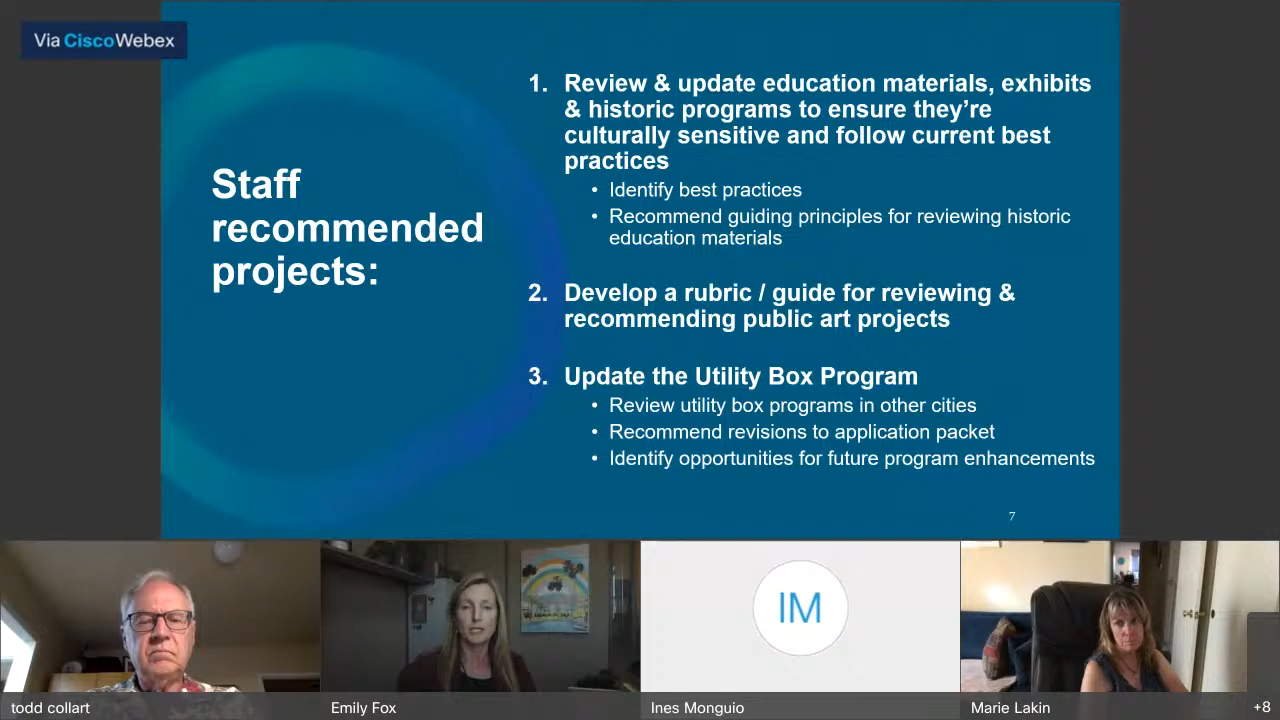 Via Cisco Webex
Staff
recommended
projects:
1. Review & update education materials, exhibits
& historic programs to ensure they’re
culturally sensitive and follow current best
practices
• Identify best practices
• Recommend guiding principles for reviewing historic
education materials
2. Develop a rubric / guide for reviewing &
recommending public art projects
3. Update the Utility Box Program
• Review utility box programs in other cities
• Recommend revisions to application packet
• Identify opportunities for future program enhancements
7
IM
todd collart
Emily Fox
Ines Monguio
Marie Lakin
+8